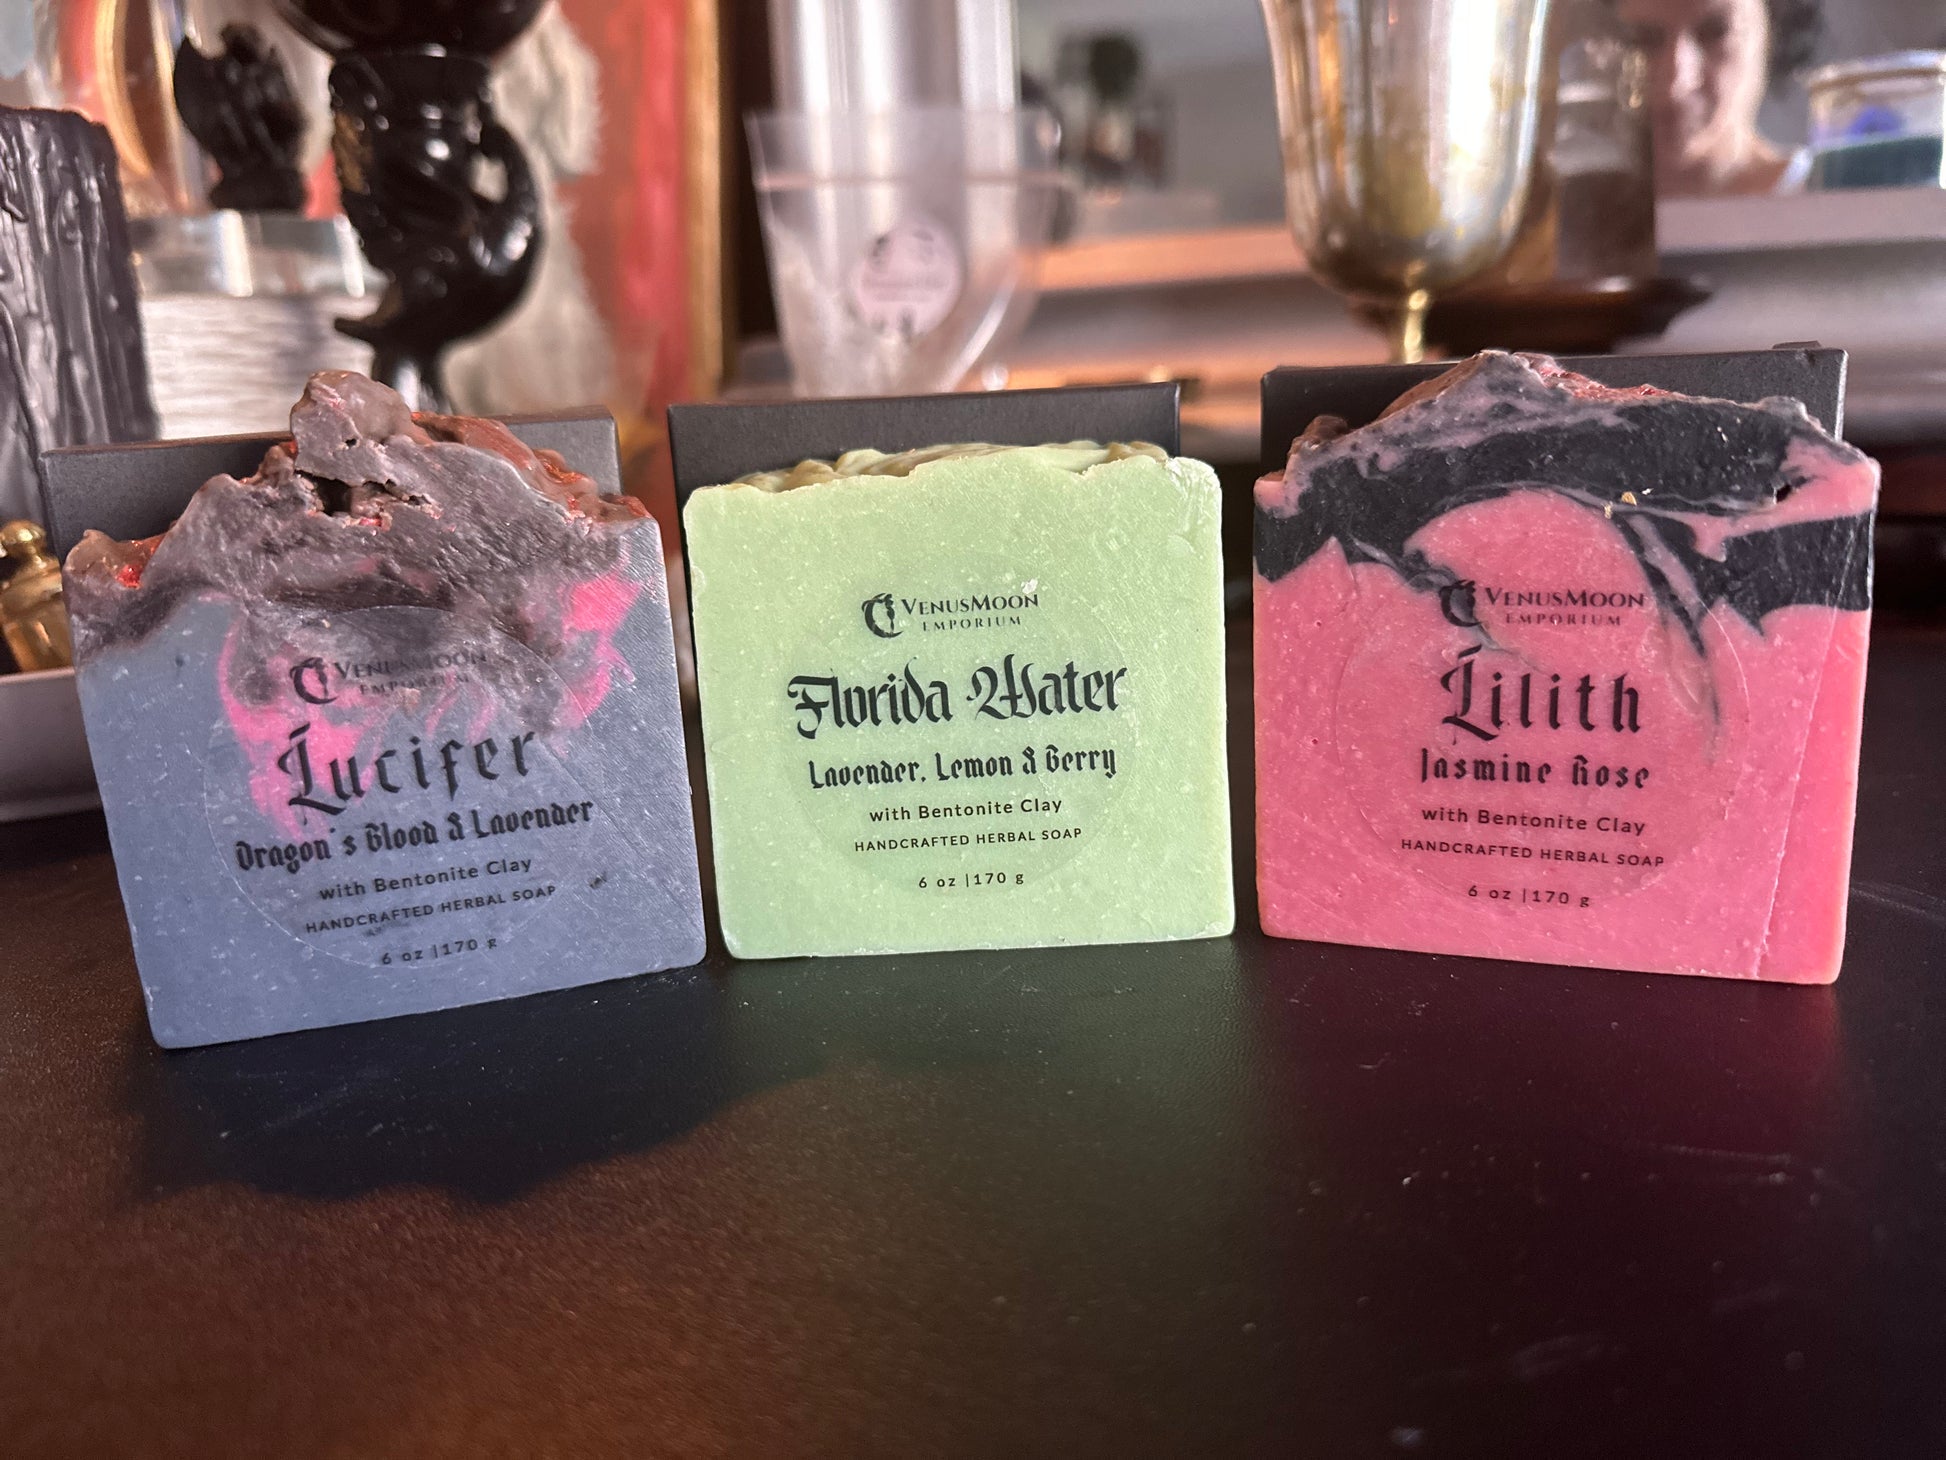 VENUSMOON
EMPORIUM
Lucifer
Dragon's Blood & Lavender
with Bentonite Clay
HANDCRAFTED HERBAL SOAP
6 oz |170 g
VENUSMOON
EMPORIUM
Florida Water
Lavender, Lemon & Berry
with Bentonite Clay
HANDCRAFTED HERBAL SOAP
6 oz |170 g
VENUSMOON
EMPORIUM
Lilith
Jasmine Rose
with Bentonite Clay
HANDCRAFTED HERBAL SOAP
6 oz |170 g